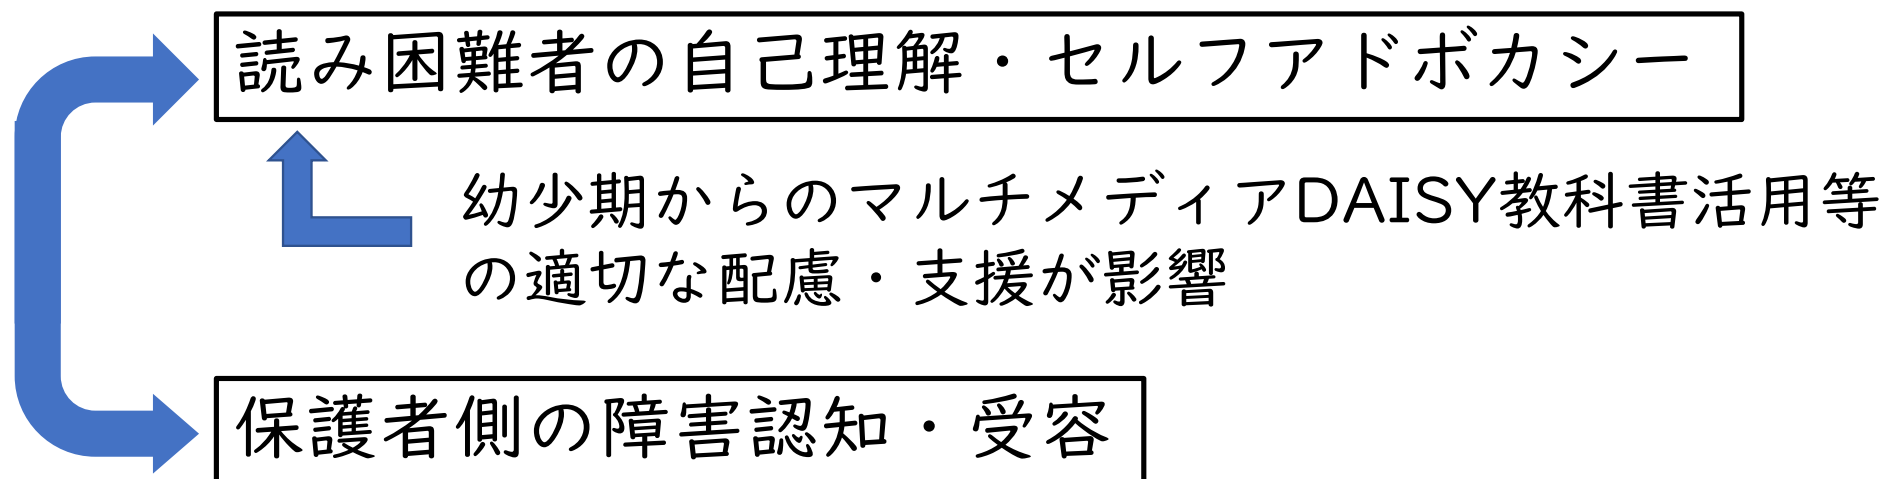 読み困難者の自己理解・セルフアドボカシー
幼少期からのマルチメディアDAISY教科書活用等
の適切な配慮・支援が影響
保護者側の障害認知・受容